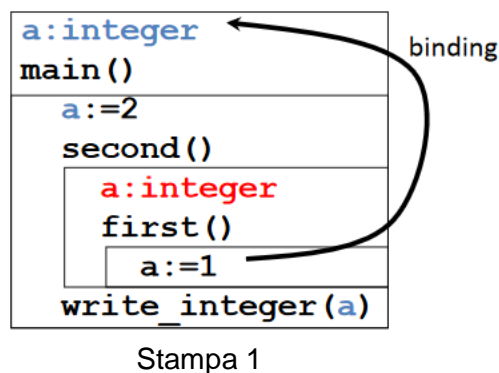 a:integer
binding
main()
a:=2
second()
a:integer
first()
a:=1
write_integer(a)
Stampa 1